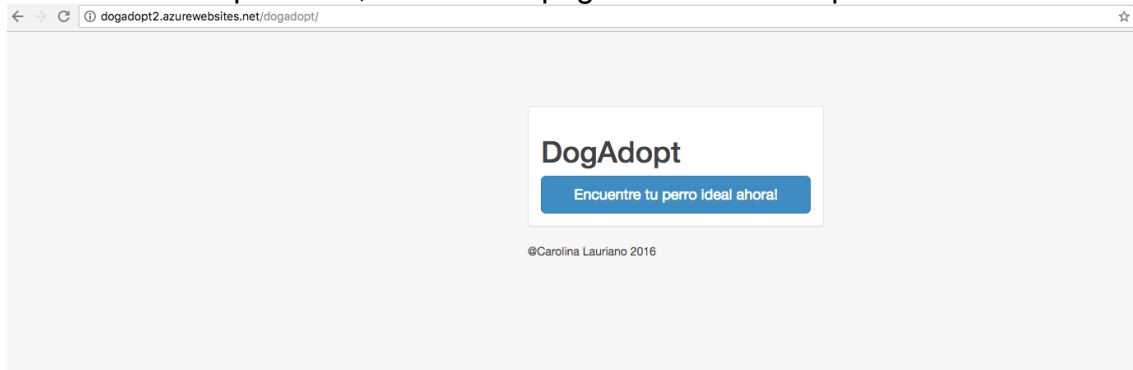 dogadopt2.azurewebsites.net/dogadopt/
DogAdopt
Encuentre tu perro ideal ahora!
@Carolina Lauriano 2016